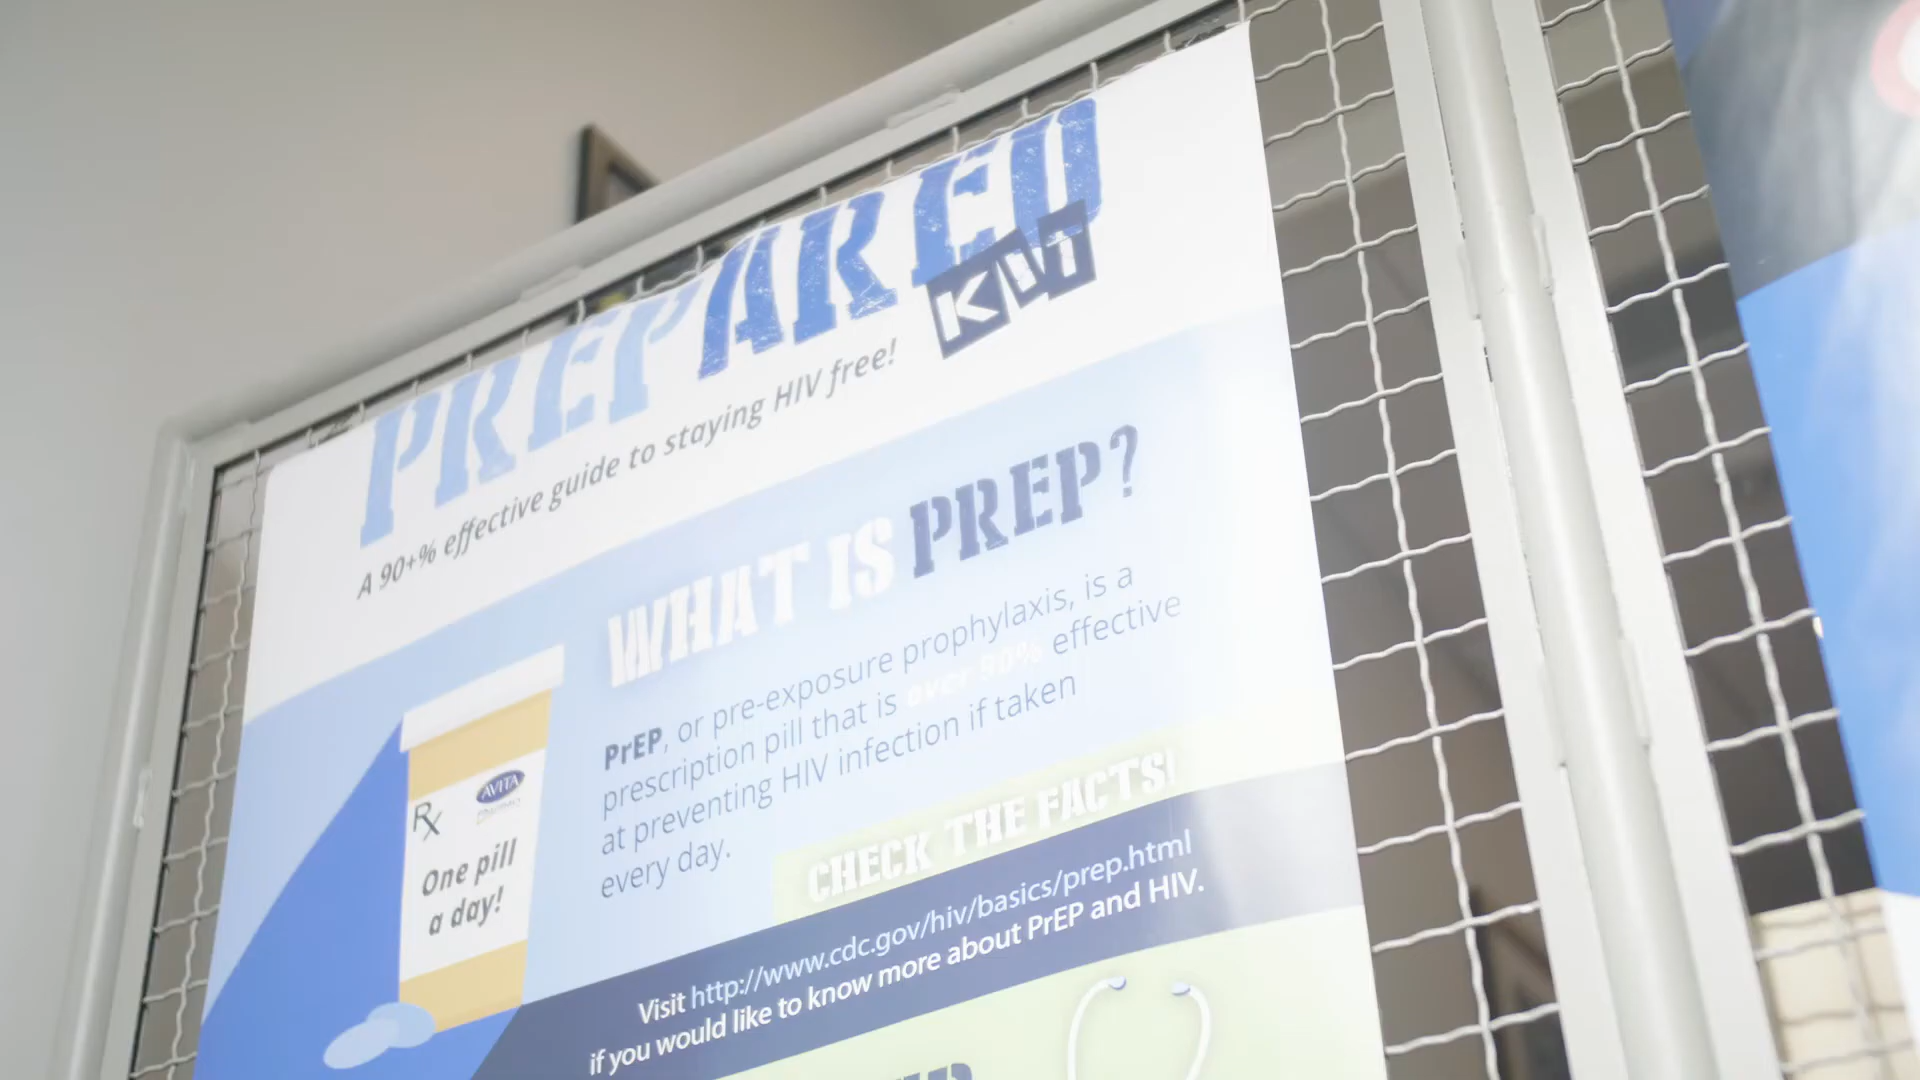 PREPARED
KIT
A 90+% effective guide to staying HIV free!
WHAT IS PREP?
PrEP, or pre-exposure prophylaxis, is a
prescription pill that is over 90% effective
at preventing HIV infection if taken
every day.
Rx
AVITA
One pill
a day!
CHECK THE FACTS!
Visit http://www.cdc.gov/hiv/basics/prep.html
if you would like to know more about PrEP and HIV.